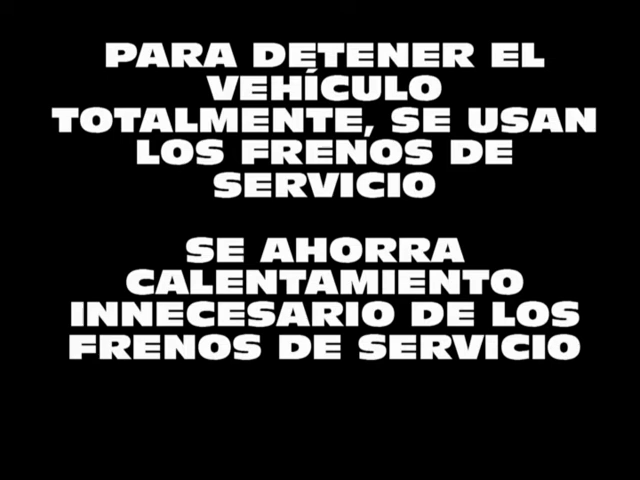 PARA DETENER EL
VEHÍCULO
TOTALMENTE, SE USAN
LOS FRENOS DE
SERVICIO
SE AHORRA
CALENTAMIENTO
INNECESARIO DE LOS
FRENOS DE SERVICIO